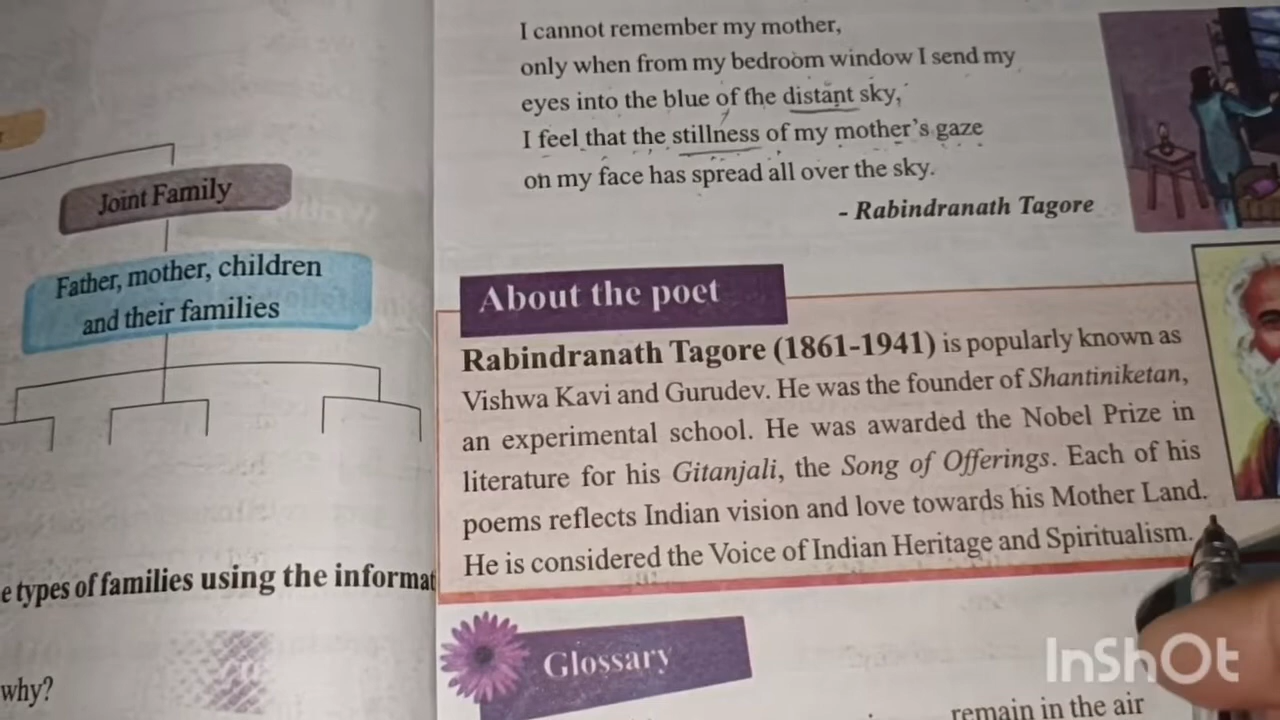 Joint Family
Father, mother, children
and their families
e types of families using the informat
why?
I cannot remember my mother,
only when from my bedroom window I send my
eyes into the blue of the distant sky,
I feel that the stillness of my mother's gaze
on my face has spread all over the sky.
- Rabindranath Tagore
About the poet
Rabindranath Tagore (1861-1941) is popularly known as
Vishwa Kavi and Gurudev. He was the founder of Shantiniketan,
an experimental school. He was awarded the Nobel Prize in
literature for his Gitanjali, the Song of Offerings. Each of his
poems reflects Indian vision and love towards his Mother Land.
He is considered the Voice of Indian Heritage and Spiritualism.
Glossary
remain in the air
InShOt